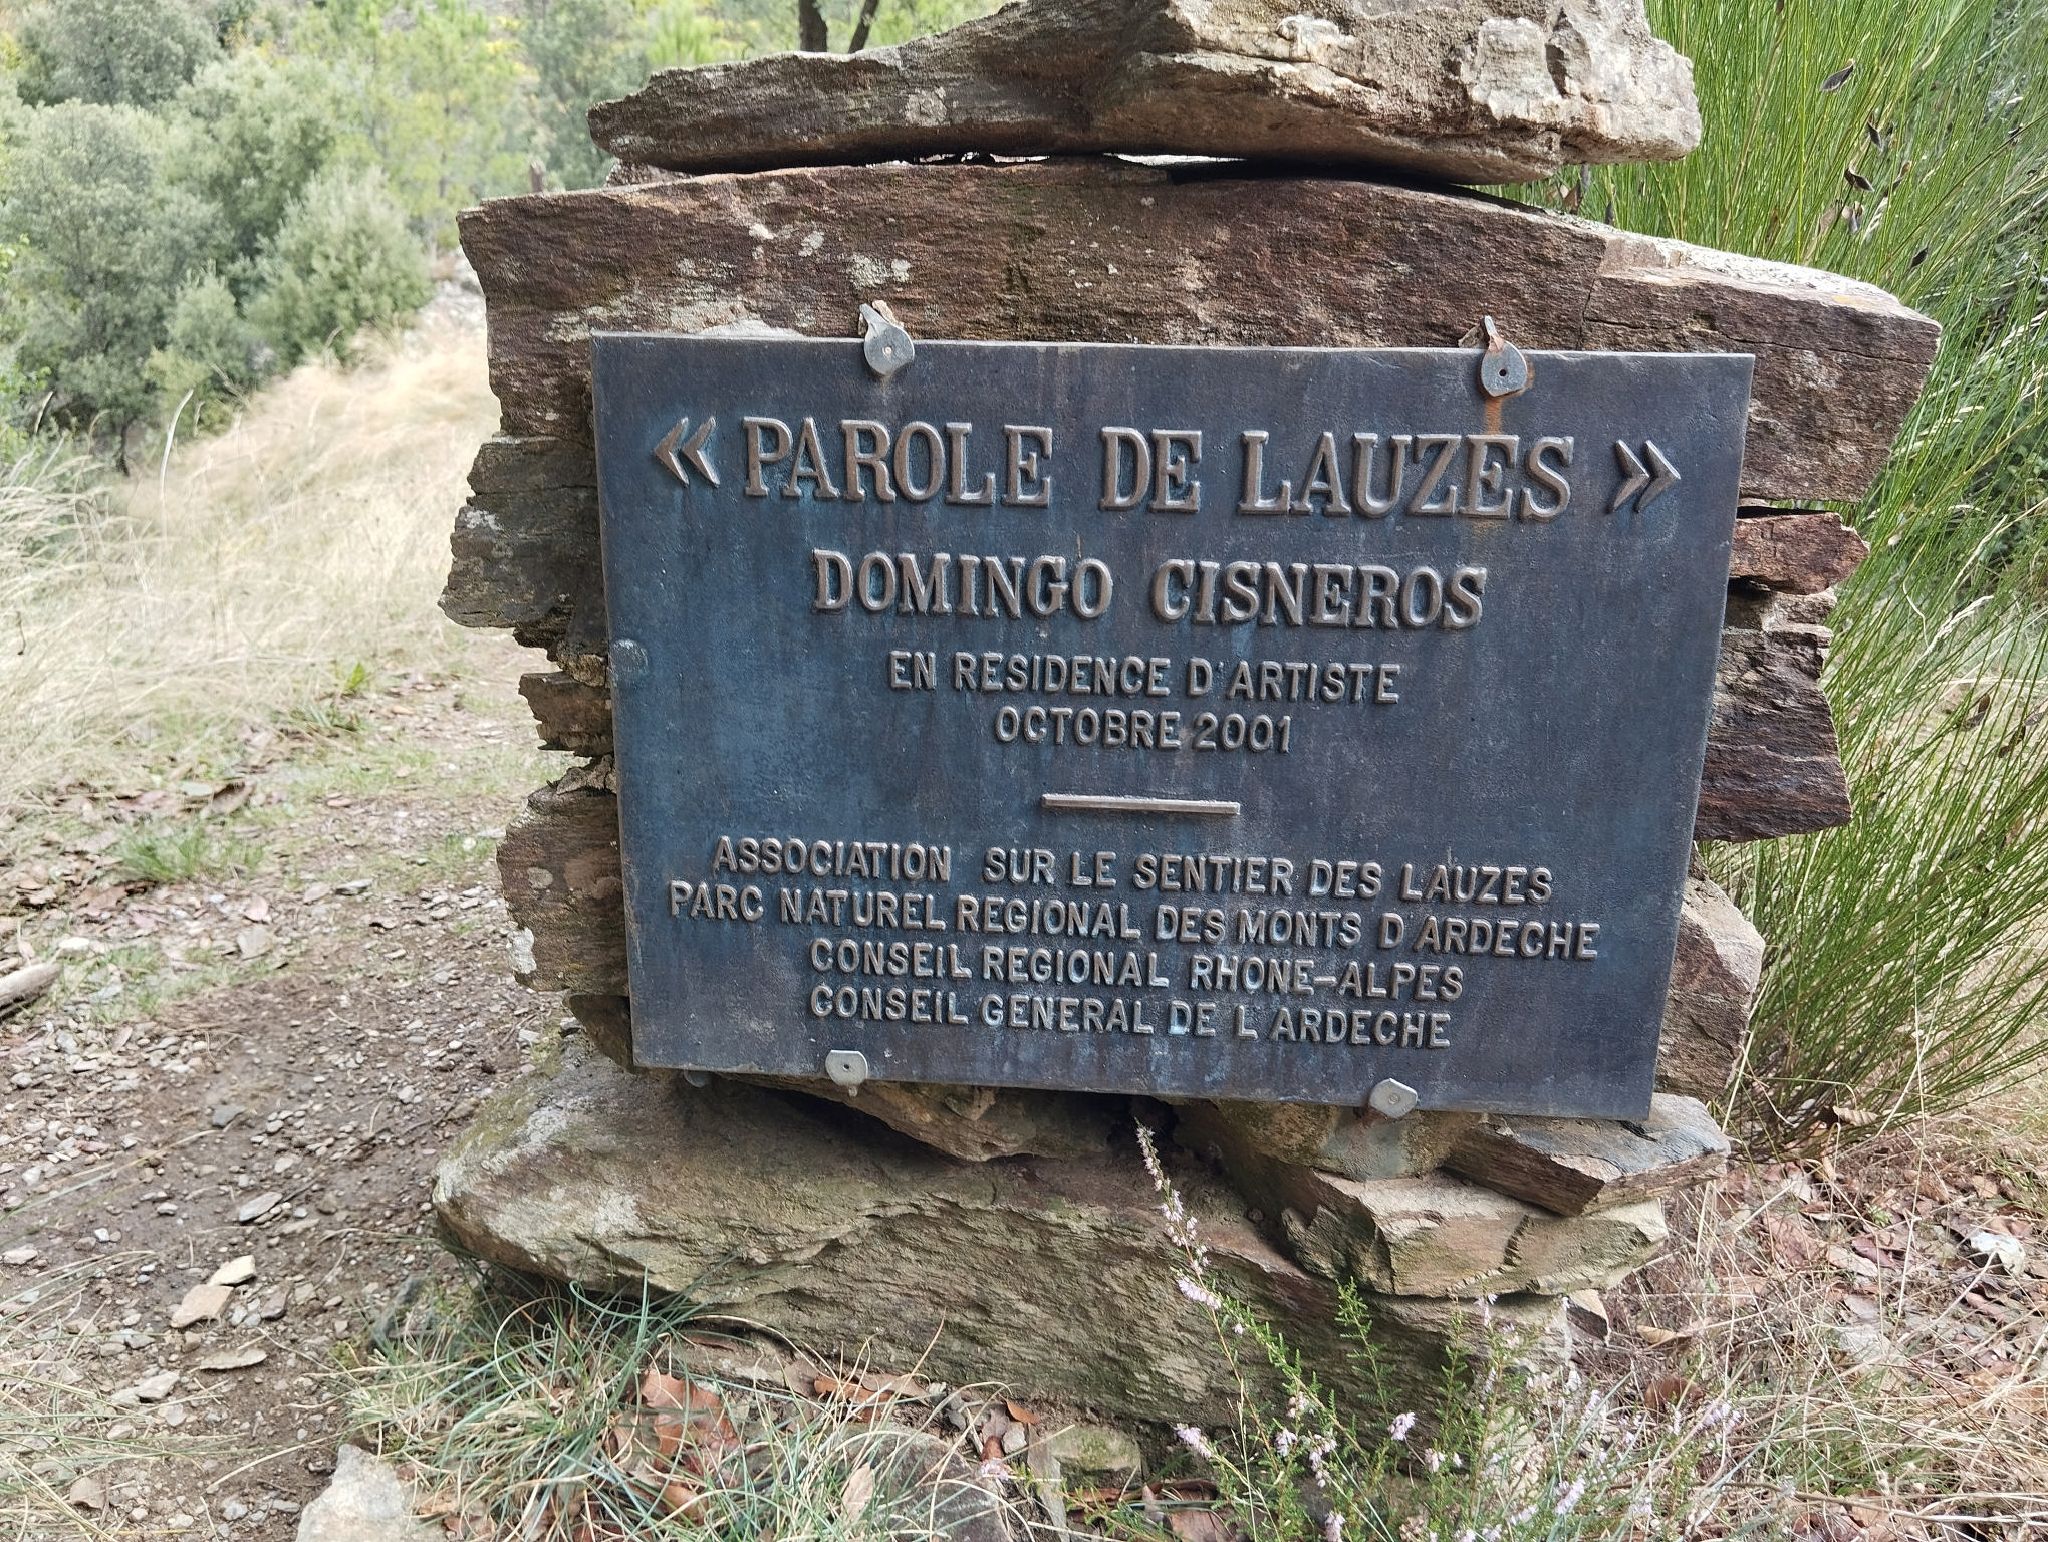 « PAROLE DE LAUZES »
DOMINGO CISNEROS
EN RESIDENCE D'ARTISTE
OCTOBRE 2001
ASSOCIATION SUR LE SENTIER DES LAUZES
PARC NATUREL REGIONAL DES MONTS D'ARDECHE
CONSEIL REGIONAL RHONE-ALPES
CONSEIL GENERAL DE L ARDECHE